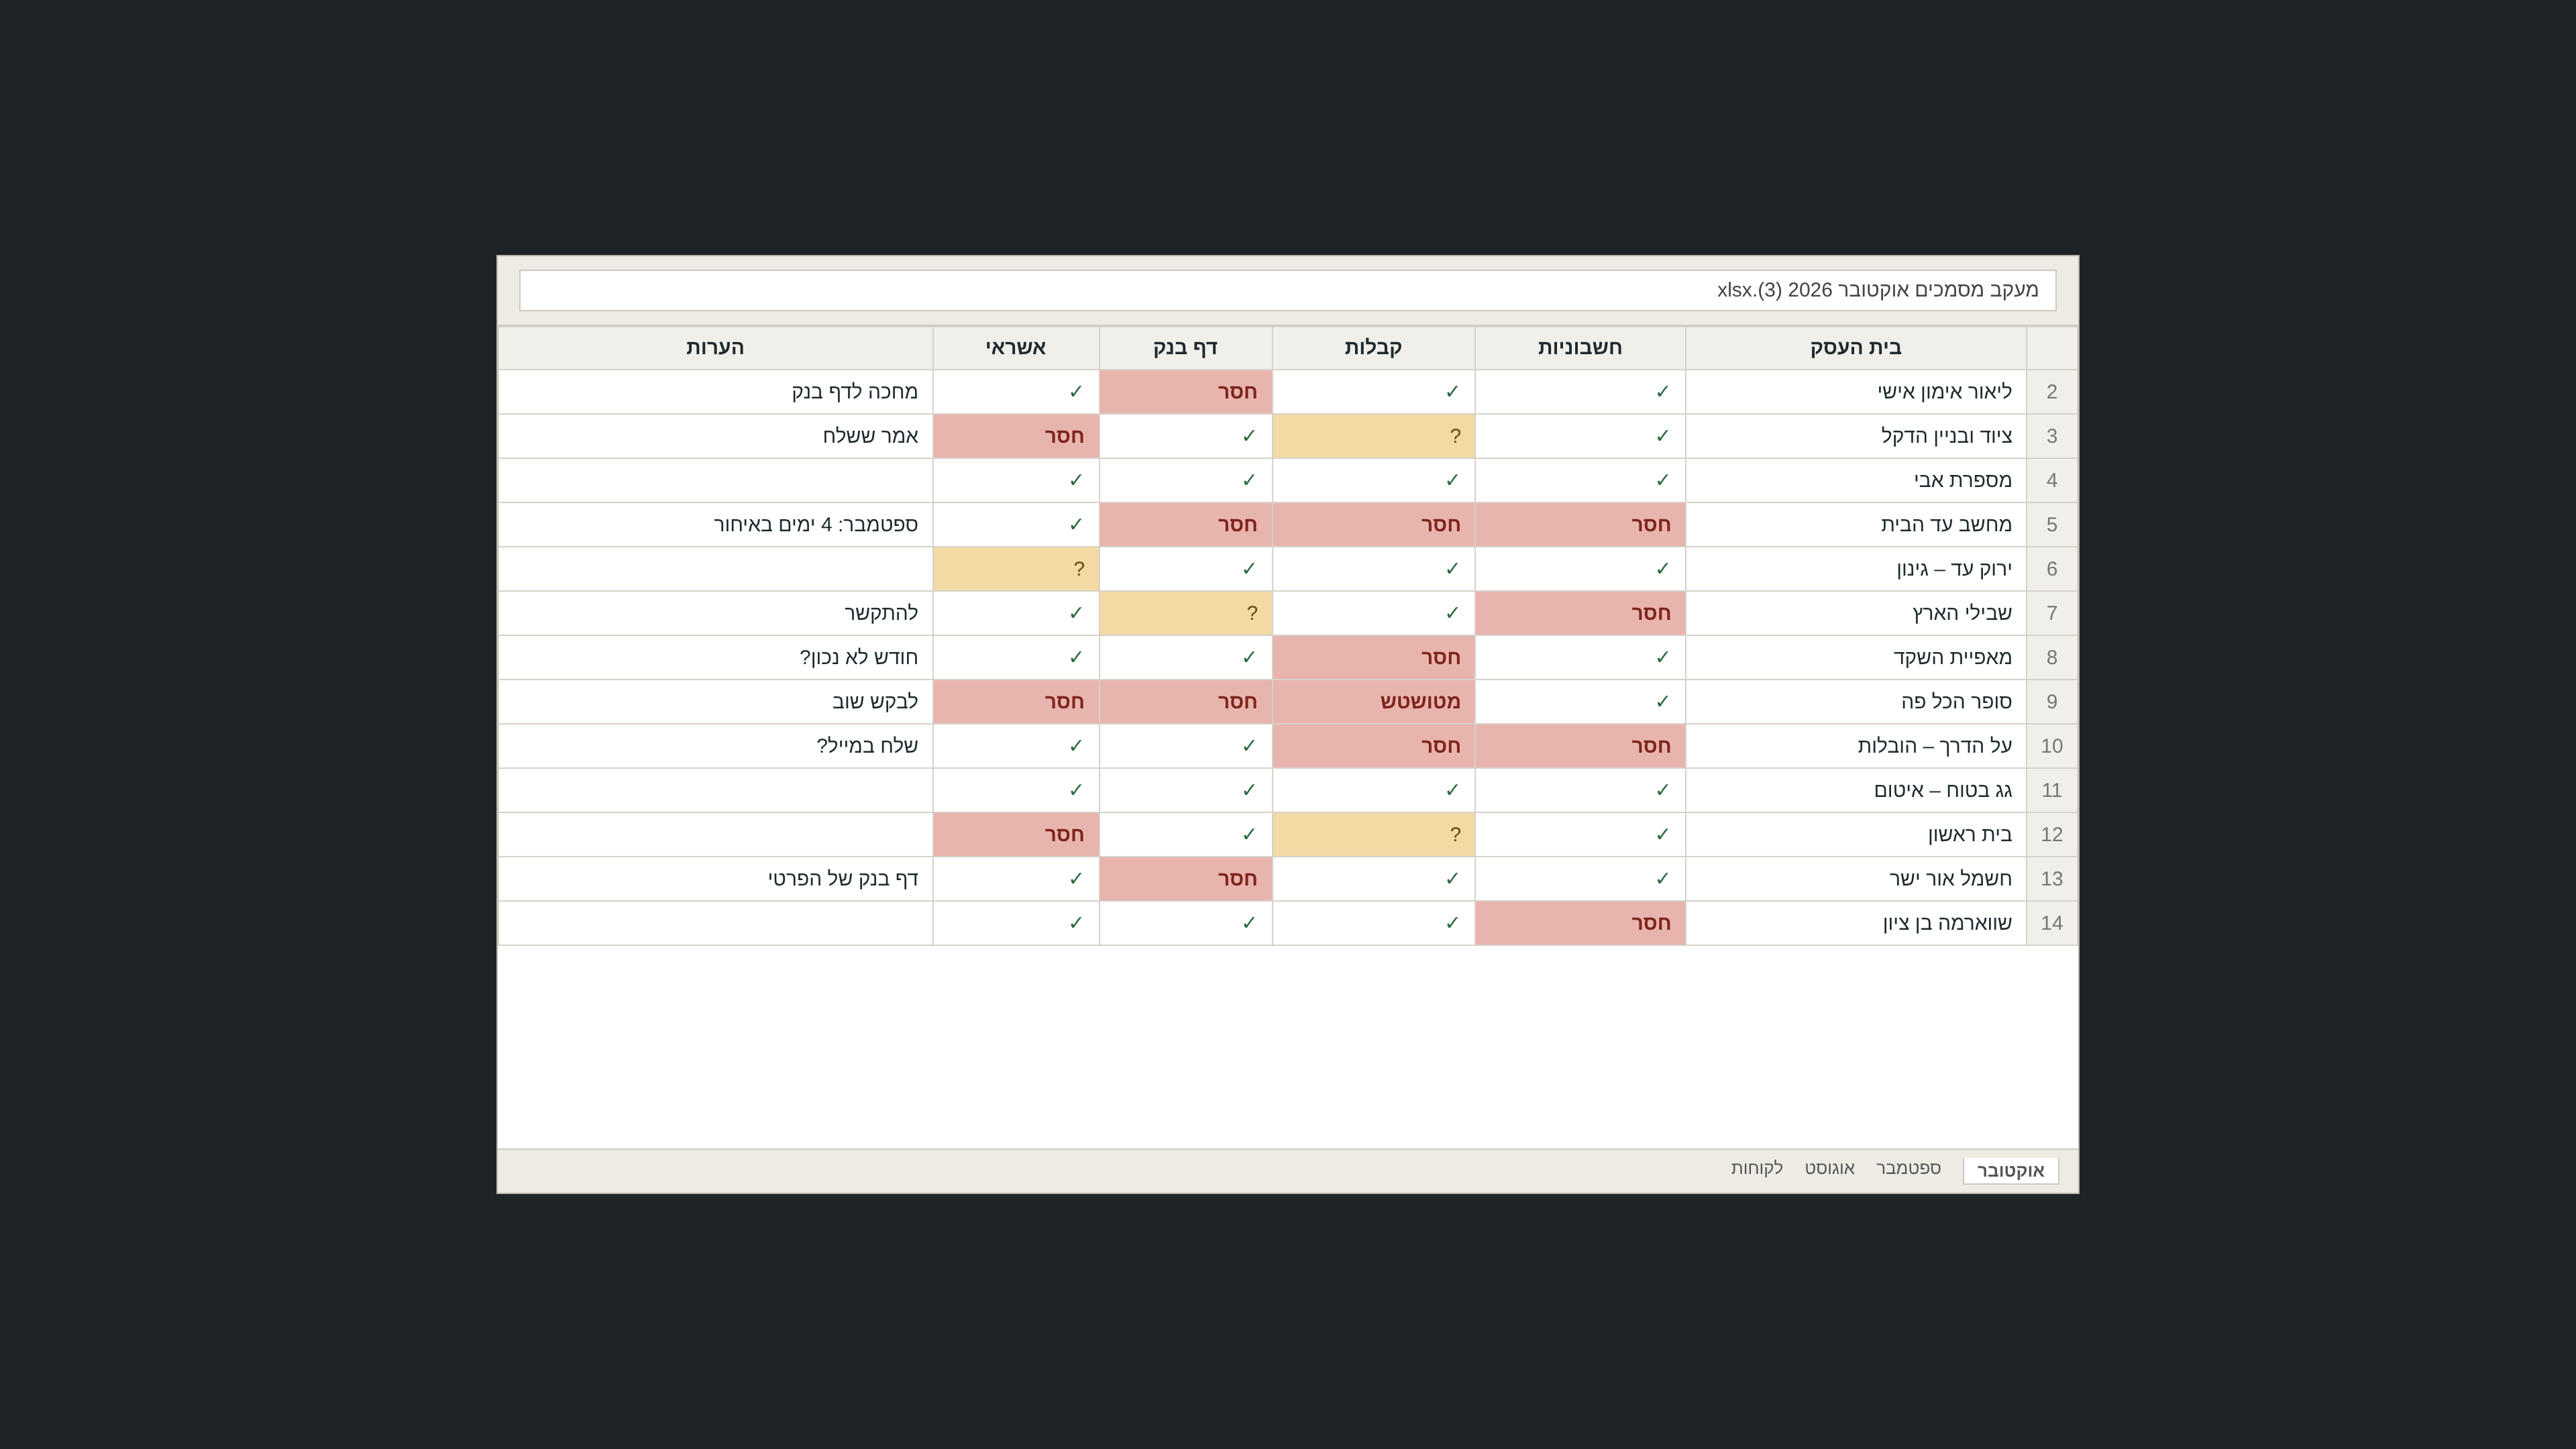 מעקב מסמכים אוקטובר 2026 (3).xlsx
בית העסק חשבוניות קבלות דף בנק אשראי הערות
2 ליאור אימון אישי ✓ ✓ חסר ✓ מחכה לדף בנק
3 ציוד ובניין הדקל ✓ ? ✓ חסר אמר ששלח
4 מספרת אבי ✓ ✓ ✓ ✓
5 מחשב עד הבית חסר חסר חסר ✓ ספטמבר: 4 ימים באיחור
6 ירוק עד – גינון ✓ ✓ ✓ ?
7 שבילי הארץ חסר ✓ ? ✓ להתקשר
8 מאפיית השקד ✓ חסר ✓ ✓ חודש לא נכון?
9 סופר הכל פה ✓ מטושטש חסר חסר לבקש שוב
10 על הדרך – הובלות חסר חסר ✓ ✓ שלח במייל?
11 גג בטוח – איטום ✓ ✓ ✓ ✓
12 בית ראשון ✓ ? ✓ חסר
13 חשמל אור ישר ✓ ✓ חסר ✓ דף בנק של הפרטי
14 שווארמה בן ציון חסר ✓ ✓ ✓
אוקטובר ספטמבר אוגוסט לקוחות